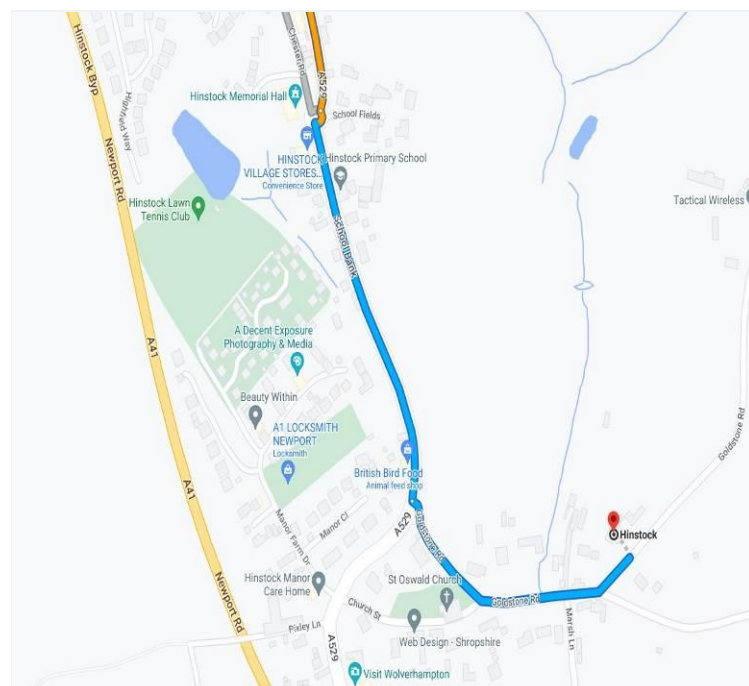 Hinstock Byp
Chester Rd
A529
Highfield Way
Hinstock Memorial Hall
School Fields
Newport Rd
HINSTOCK
VILLAGE STORES...
Convenience Store
Hinstock Primary School
Tactical Wireless
Hinstock Lawn
Tennis Club
School Bank
A41
A Decent Exposure
Photography & Media
Beauty Within
A1 LOCKSMITH
NEWPORT
Locksmith
British Bird Food
Animal feed shop
Goldstone Rd
A41
Manor Cl
A529
Goldstone Rd
Hinstock
Manor Farm Dr
Hinstock Manor
Care Home
St Oswald Church
Goldstone Rd
Newport Rd
Church St
Marsh Ln
Pixley Ln
Web Design - Shropshire
A529
Visit Wolverhampton